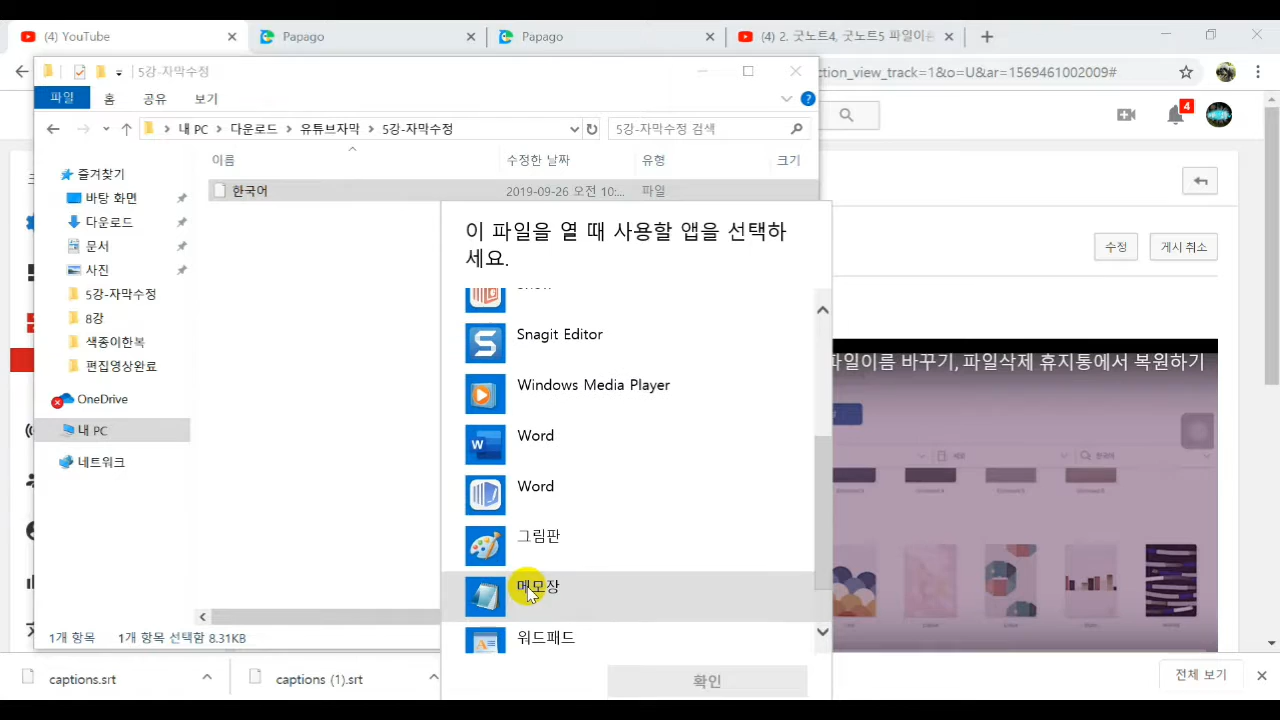 (4) YouTube
Papago
Papago
(4) 2. 굿노트4, 굿노트5 파일이름
5강-자막수정
ction_view_track=1&o=U&ar=1569461002009#
파일
홈
공유
보기
내 PC
다운로드
유튜브자막
5강-자막수정
5강-자막수정 검색
4
이름
수정한 날짜
유형
크기
즐겨찾기
한국어
2019-09-26 오전 10:...
파일
바탕 화면
다운로드
문서
사진
5강-자막수정
8강
색종이한복
편집영상완료
OneDrive
내 PC
네트워크
이 파일을 열 때 사용할 앱을 선택하
세요.
수정
게시 취소
Snagit Editor
Windows Media Player
Word
Word
그림판
메모장
워드패드
파일이름 바꾸기, 파일삭제 휴지통에서 복원하기
1개 항목
1개 항목 선택함 8.31KB
확인
captions.srt
captions (1).srt
전체 보기